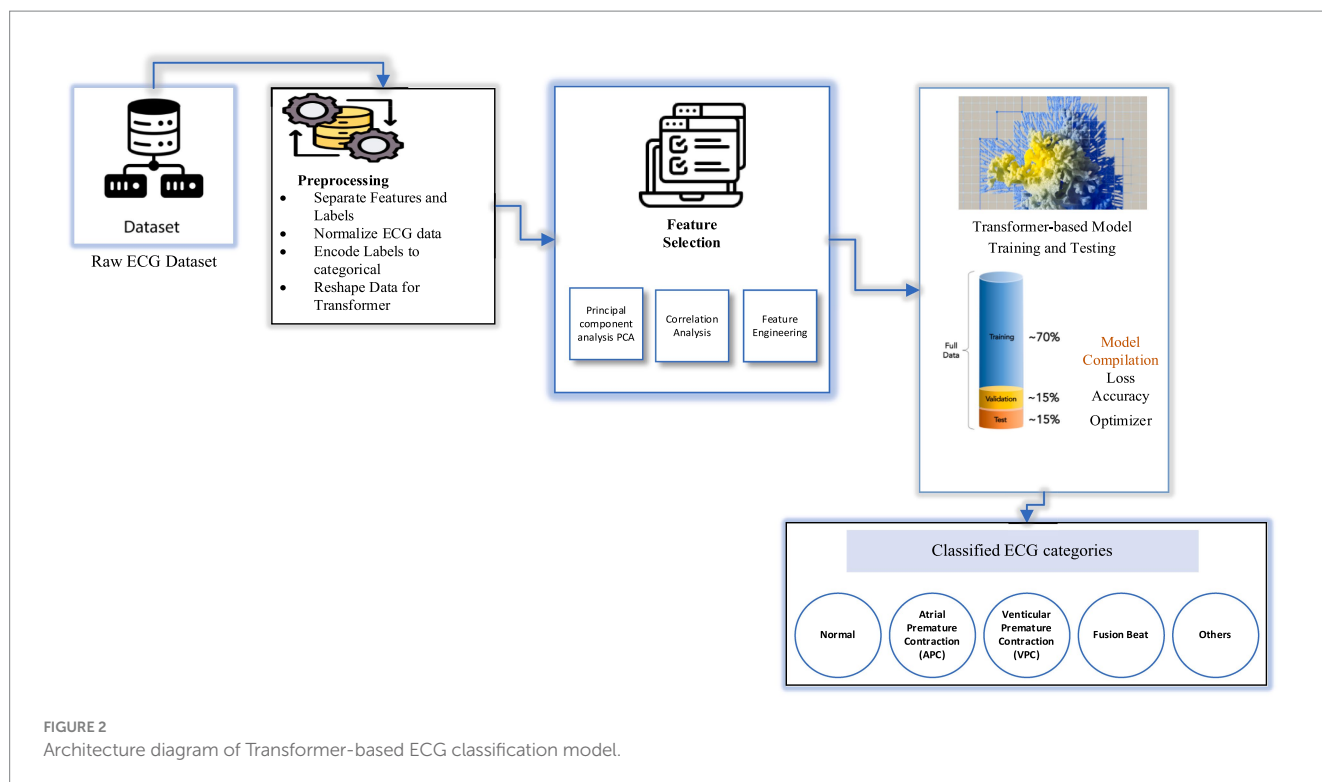 Dataset
Raw ECG Dataset
Preprocessing
• Separate Features and
Labels
• Normalize ECG data
• Encode Labels to
categorical
• Reshape Data for
Transformer
Feature
Selection
Principal
component
analysis PCA
Correlation
Analysis
Feature
Engineering
Transformer-based Model
Training and Testing
Full
Data
Training
~70%
Validation
~15%
Test
~15%
Model
Compilation
Loss
Accuracy
Optimizer
Classified ECG categories
Normal
Atrial
Premature
Contraction
(APC)
Venticular
Premature
Contraction
(VPC)
Fusion Beat
Others
FIGURE 2
Architecture diagram of Transformer-based ECG classification model.